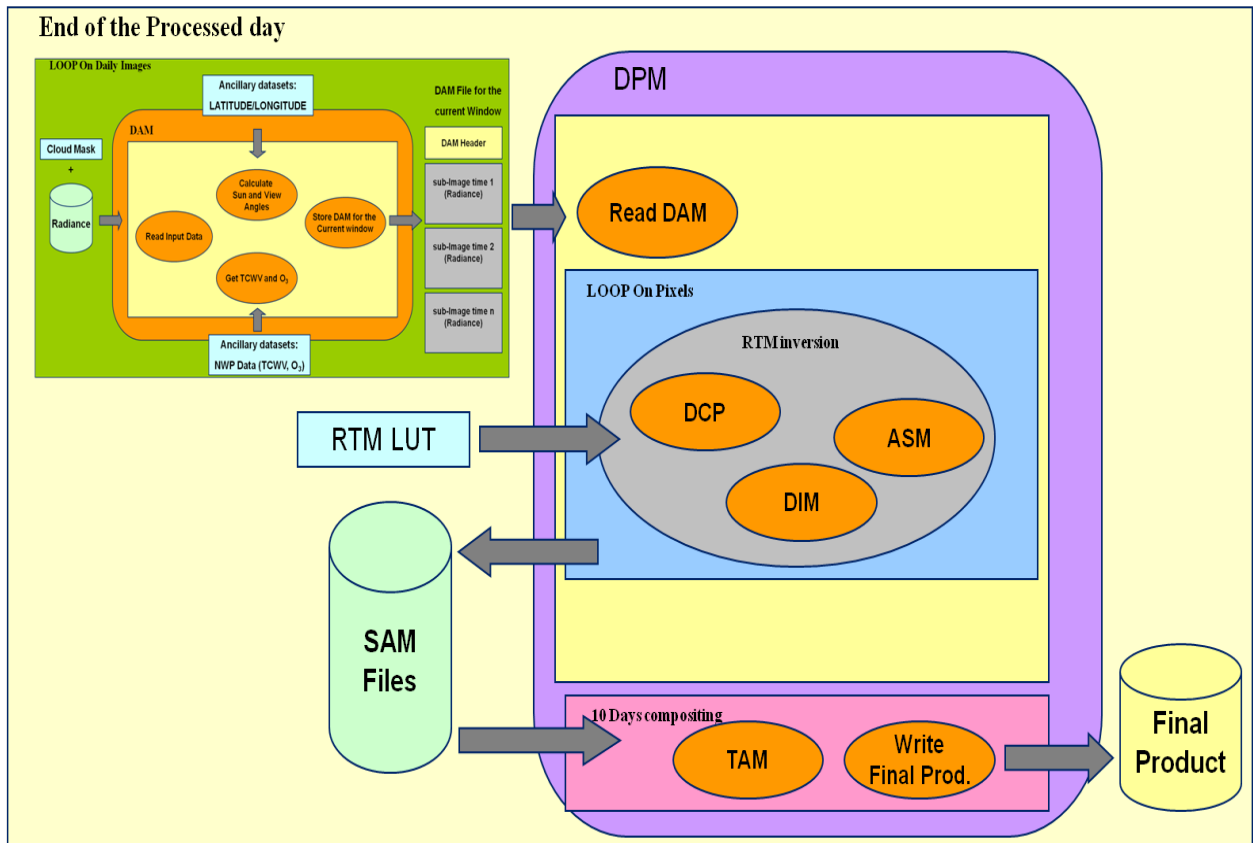 End of the Processed day
LOOP On Daily Images
Ancillary datasets:
LATITUDE/LONGITUDE
DAM File for the
current Window
DAM
Cloud Mask
+
Radiance
Calculate
Sun and View
Angles
Read Input Data
Store DAM for the
Current window
Get TCWV and O₃
Ancillary datasets:
NWP Data (TCWV, O₃)
DAM Header
sub-Image time 1
(Radiance)
sub-Image time 2
(Radiance)
sub-Image time n
(Radiance)
DPM
Read DAM
LOOP On Pixels
RTM inversion
DCP
ASM
DIM
RTM LUT
SAM
Files
10 Days compositing
TAM
Write
Final Prod.
Final
Product